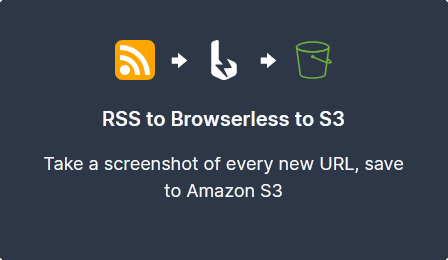 RSS to Browserless to S3
Take a screenshot of every new URL, save
to Amazon S3